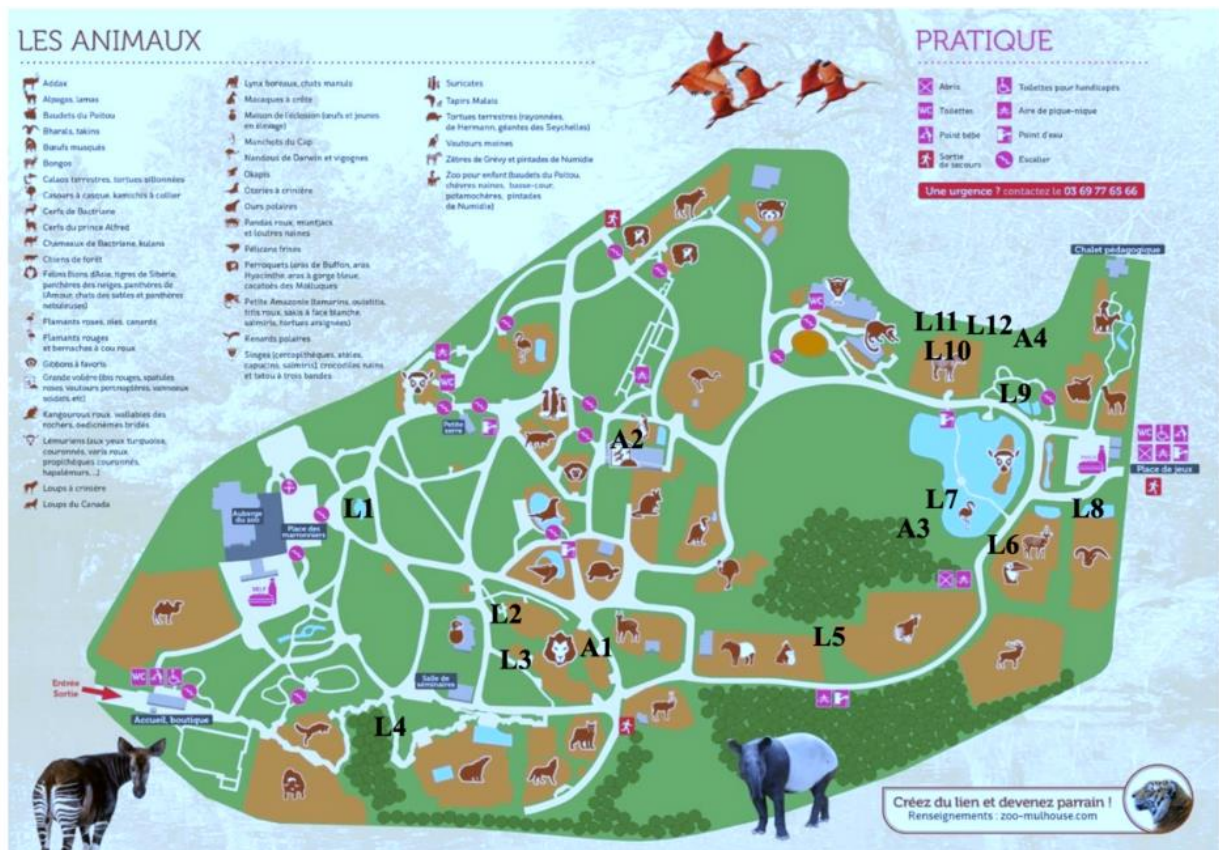 LES ANIMAUX
Addax
Alpagas, lamas
Baudets du Poitou
Bharals, takins
Bœufs musqués
Bongos
Calaos terrestres, tortues sillonnées
Casoars à casque, kamichis à collier
Cerfs de Bactriane
Cerfs du prince Alfred
Chameaux de Bactriane, kulans
Chiens de forêt
Félins (lions d'Asie, tigres de Sibérie,
panthères des neiges, panthères de
l'Amour, chats des sables et panthères
nébuleuses)
Flamants roses, oies, canards
Flamants rouges
et bernaches à cou roux
Gibbons à favoris
Grande volière (ibis rouges, spatules
roses, vautours percnoptères, vanneaux
soldats, etc)
Kangourous roux, wallabies des
rochers, oedicnèmes bridés
Lémuriens (aux yeux turquoise,
couronnés, varis roux,
propithèques couronnés,
hapalémurs, ...)
Loups à crinière
Loups du Canada
Lynx boréaux, chats manuls
Macaques à crête
Maison de l'éclosion (œufs et jeunes
en élevage)
Manchots du Cap
Nandous de Darwin et vigognes
Okapis
Otaries à crinière
Ours polaires
Pandas roux, muntjacs
et loutres naines
Pélicans frisés
Perroquets (aras de Buffon, aras
Hyacinthe, aras à gorge bleue,
cacatoès des Molluques)
Petite Amazonie (tamarins, ouistitis,
titis roux, sakis à face blanche,
saïmiris, tortues araignées)
Renards polaires
Singes (cercopithèques, atèles,
capucins, saïmiris), crocodiles nains
et tatou à trois bandes
Suricates
Tapirs Malais
Tortues terrestres (rayonnées,
de Hermann, géantes des Seychelles)
Vautours moines
Zèbres de Grévy et pintades de Numidie
Zoo pour enfant (baudets du Poitou,
chèvres naines, basse-cour,
potamochères, pintades
de Numidie)
PRATIQUE
Abris
WC Toilettes
Point bébé
Sortie
de secours
Toilettes pour handicapés
Aire de pique-nique
Point d'eau
Escalier
Une urgence ? contactez le 03 69 77 65 66
Chalet pédagogique
WC
L11 L12 A4
L10
L9
WC
Petite
serre
A2
WC
Place de jeux
Auberge
du zoo
Place des
marronniers
L1
L7
L8
A3
L6
SELF
L2
L3
A1
L5
Salle de
séminaires
Entrée
Sortie
WC
Accueil, boutique
L4
Créez du lien et devenez parrain !
Renseignements : zoo-mulhouse.com